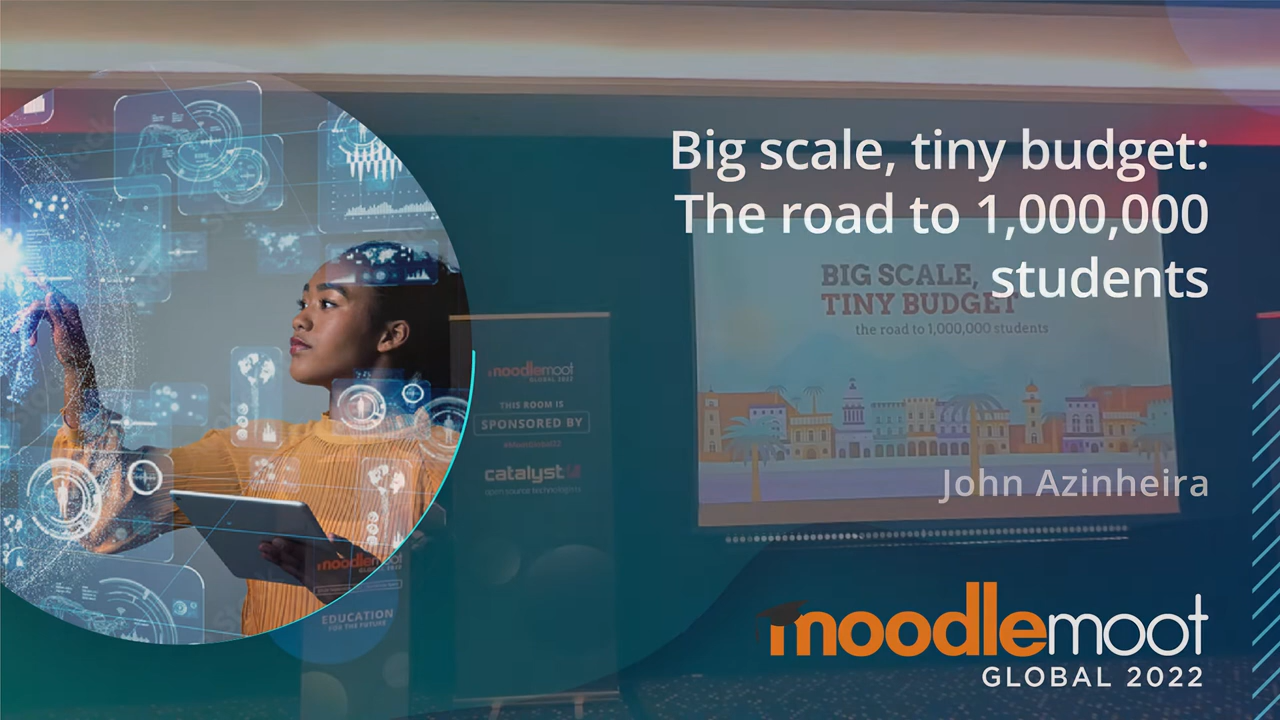 Big scale, tiny budget:
The road to 1,000,000
students
BIG SCALE,
TINY BUDGET
the road to 1,000,000 students
John Azinheira
moodlemoot
GLOBAL 2022
moodlemoot
GLOBAL 2022
THIS ROOM IS
SPONSORED BY
catalyst
open source technologists
moodlemoot
GLOBAL 2022
EDUCATION
FOR THE FUTURE